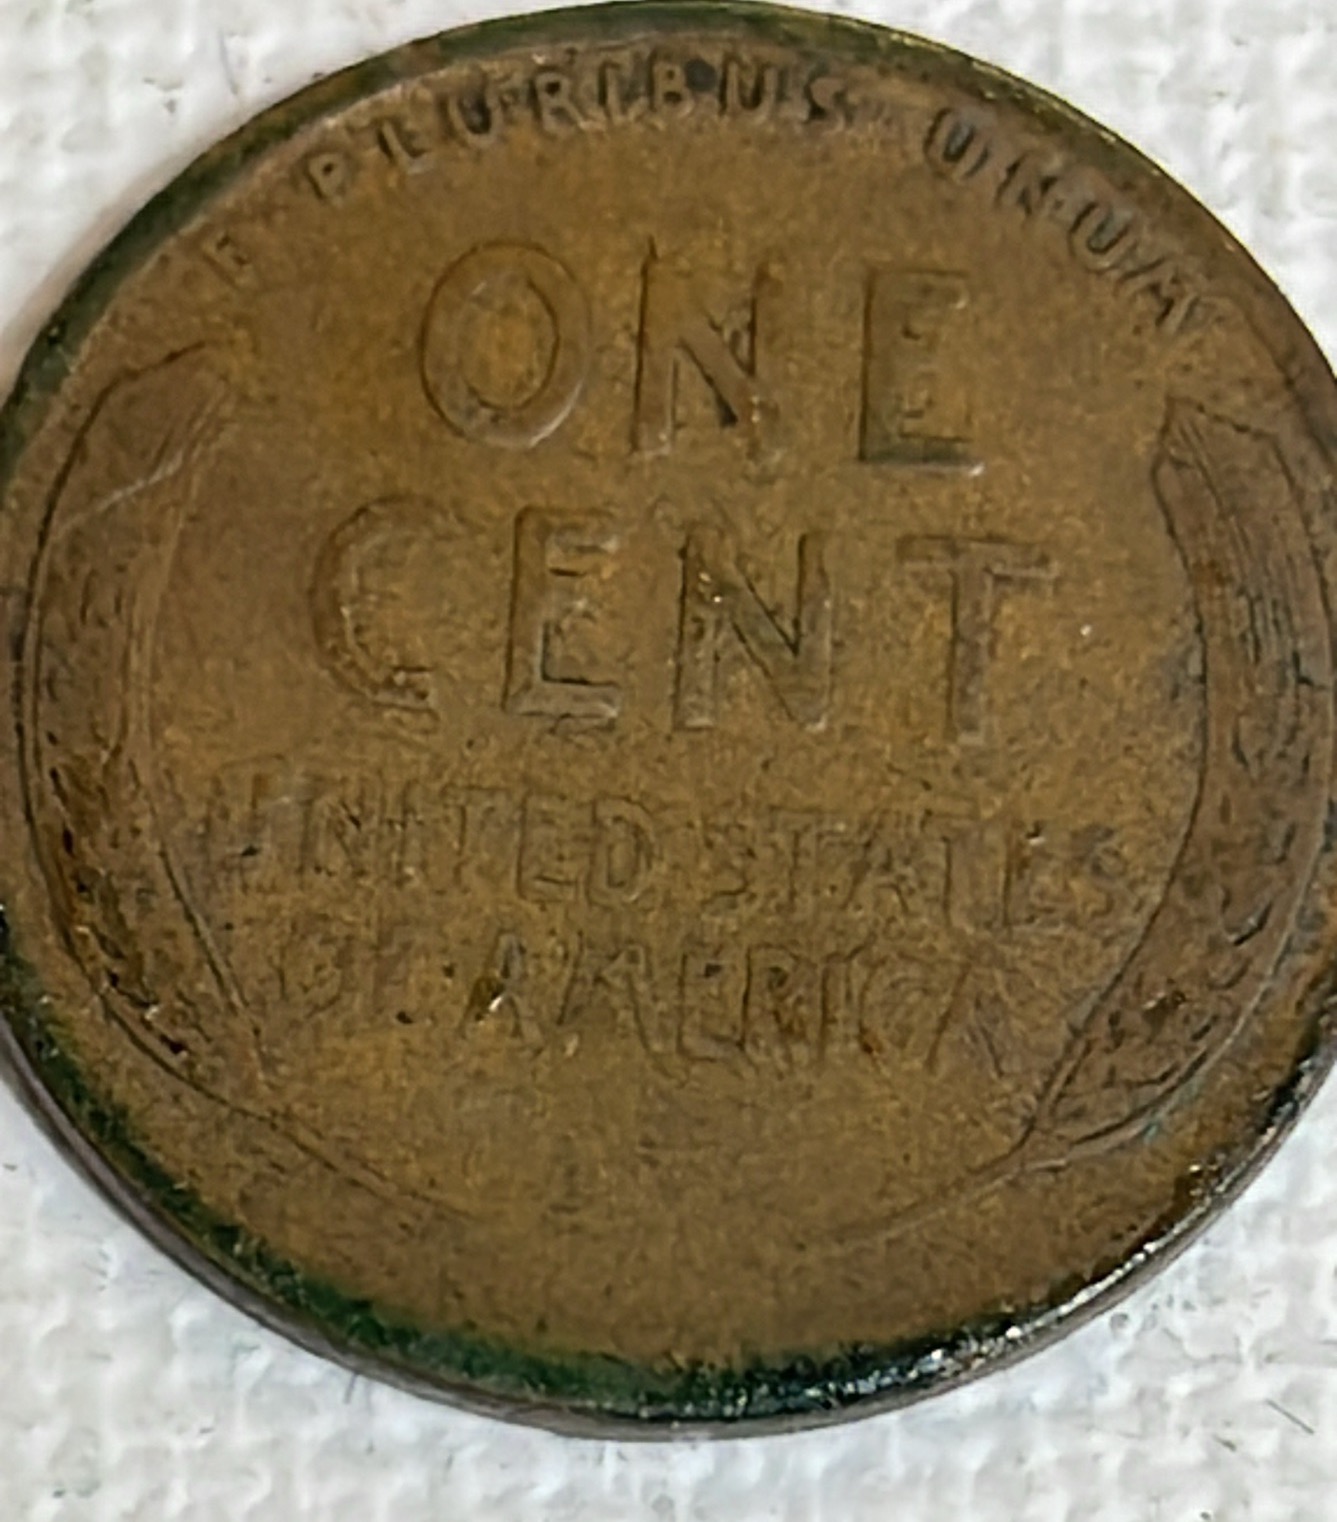 E PLURIBUS UNUM
ONE
CENT
UNITED STATES
OF AMERICA